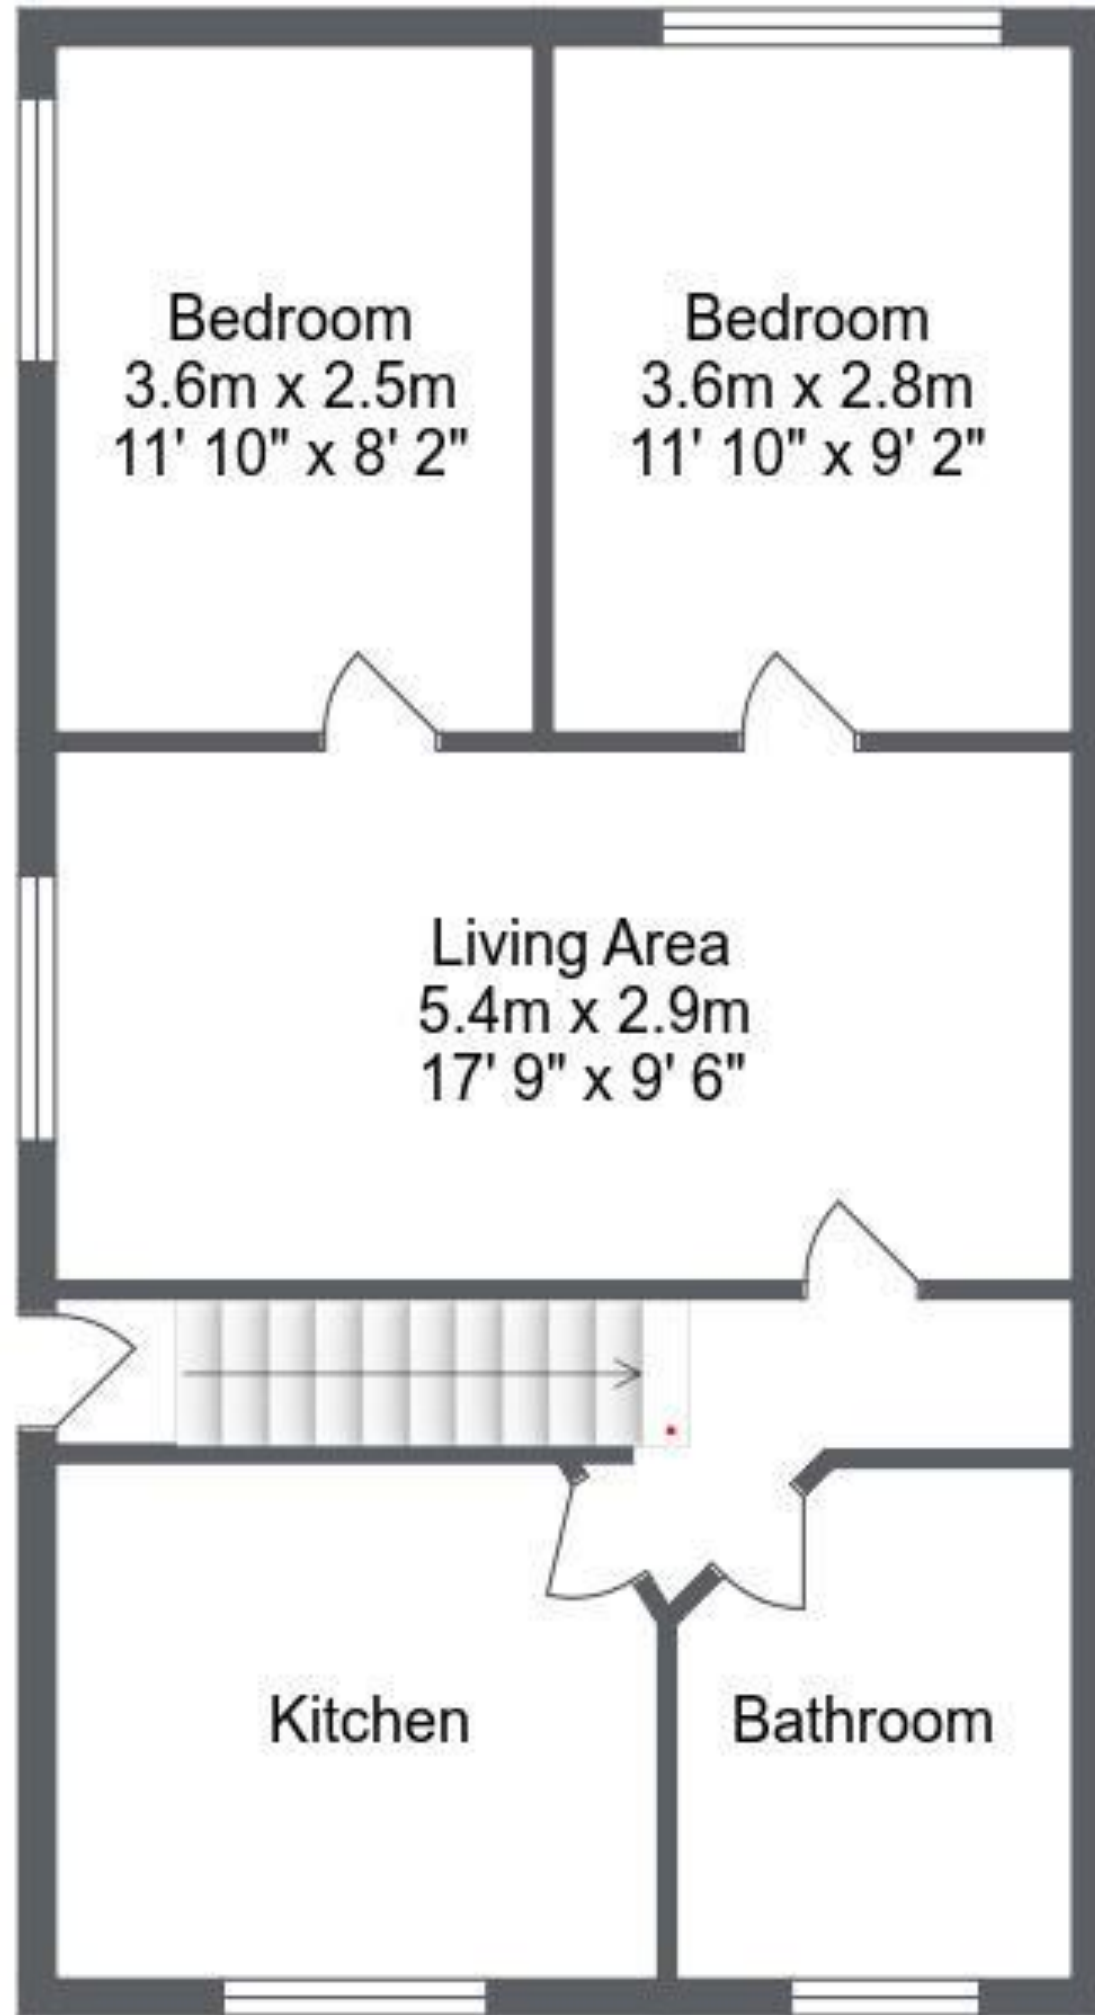 Bedroom
3.6m x 2.5m
11' 10" x 8' 2"
Bedroom
3.6m x 2.8m
11' 10" x 9' 2"
Living Area
5.4m x 2.9m
17' 9" x 9' 6"
Kitchen
Bathroom